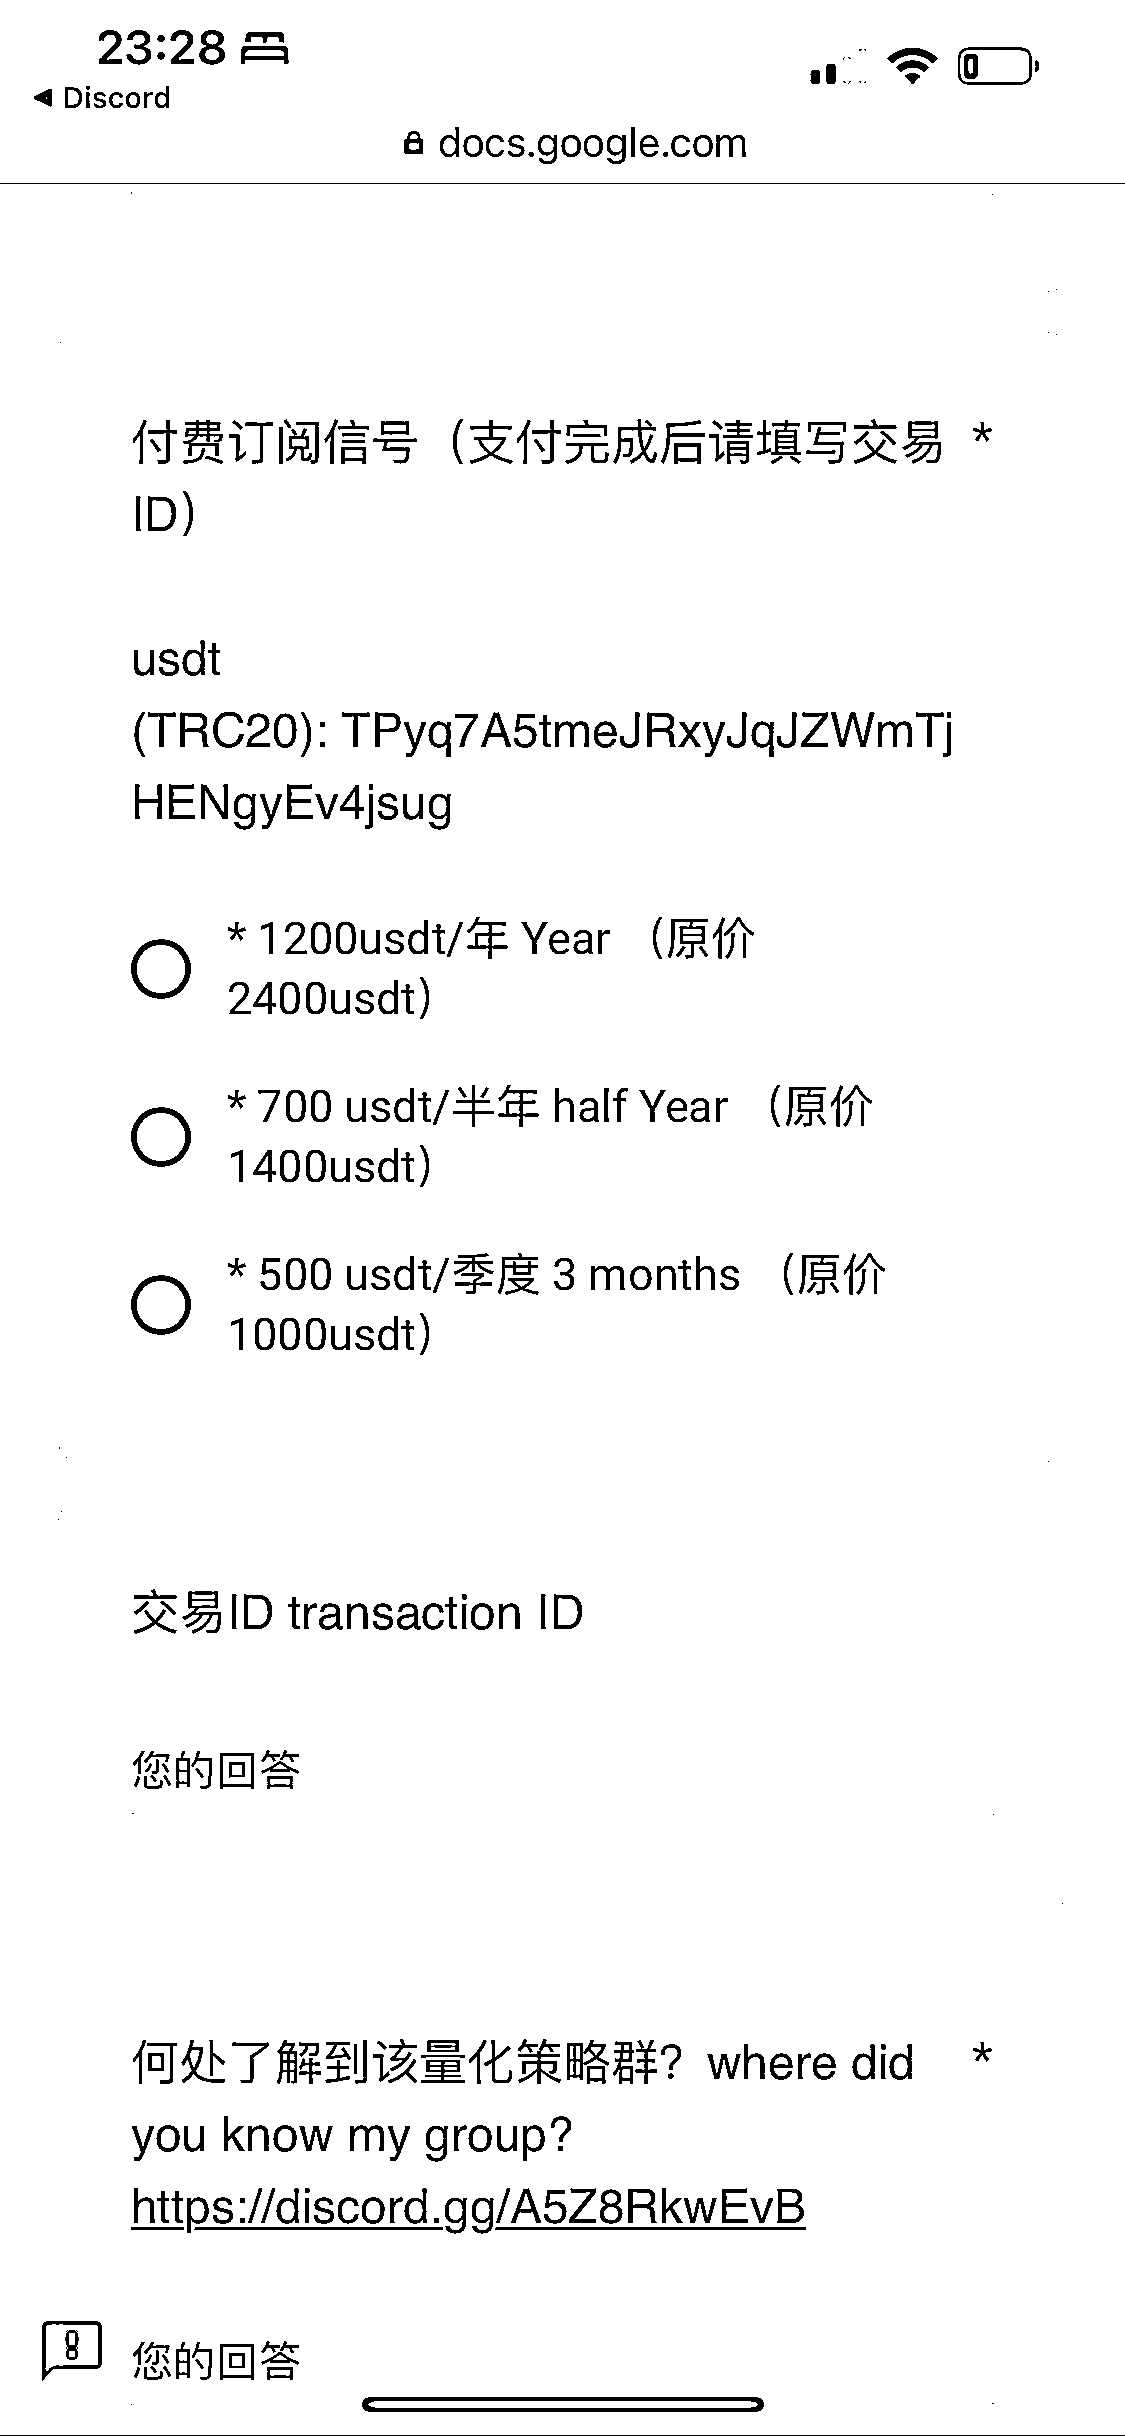 23:28
Discord
docs.google.com
付费订阅信号（支付完成后请填写交易 *
ID）
usdt
(TRC20): TPyq7A5tmeJRxyJqJZWmTj
HENgyEv4jsug
* 1200usdt/年 Year （原价
2400usdt）
* 700 usdt/半年 half Year （原价
1400usdt）
* 500 usdt/季度 3 months （原价
1000usdt）
交易ID transaction ID
您的回答
何处了解到该量化策略群？where did *
you know my group?
https://discord.gg/A5Z8RkwEvB
您的回答